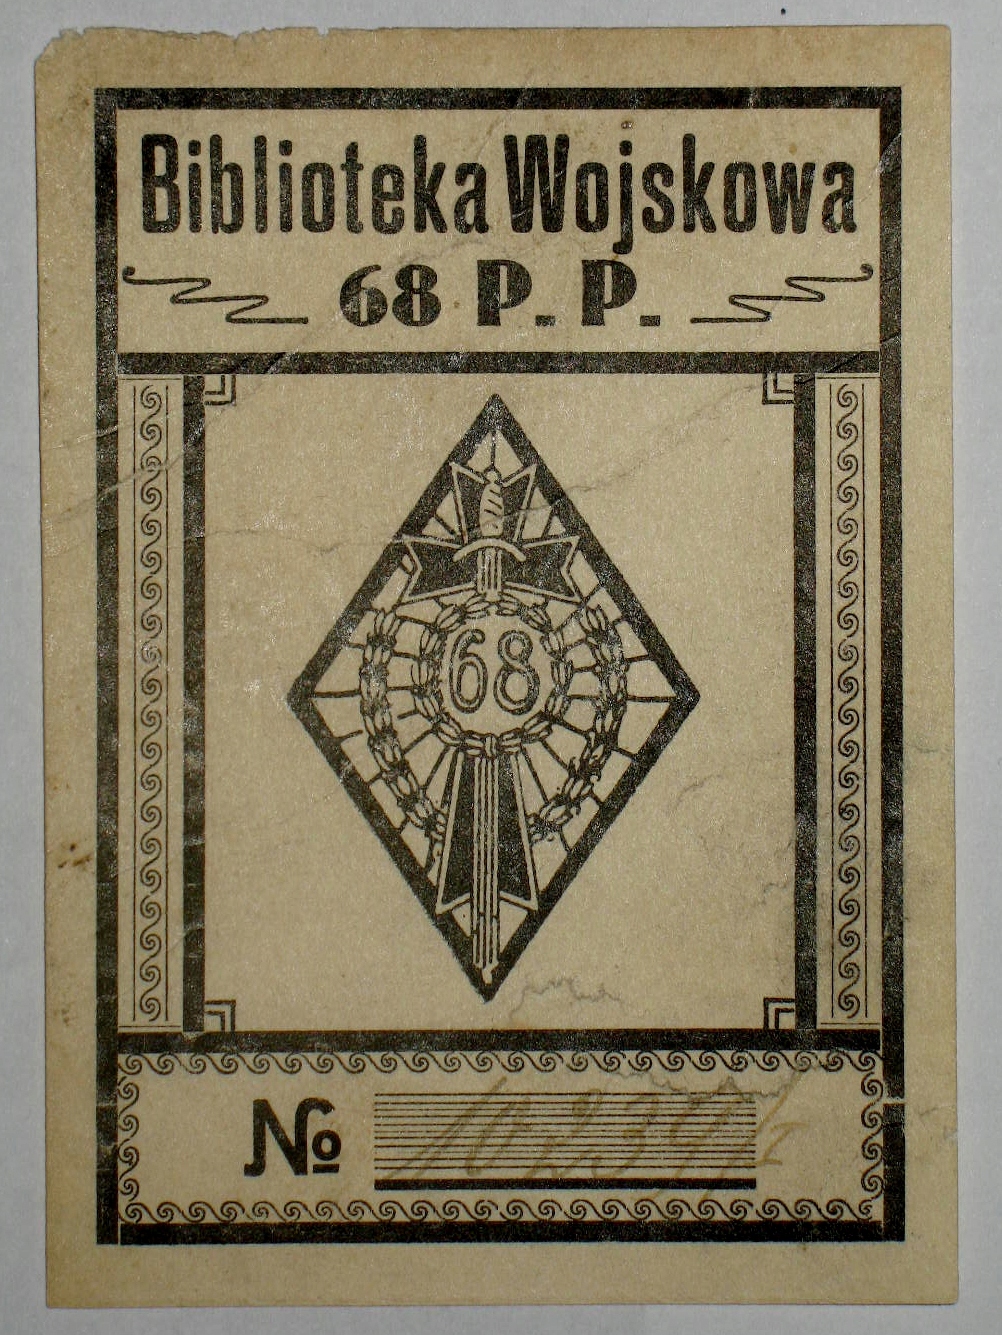 Biblioteka Wojskowa
68 P. P.
68
No